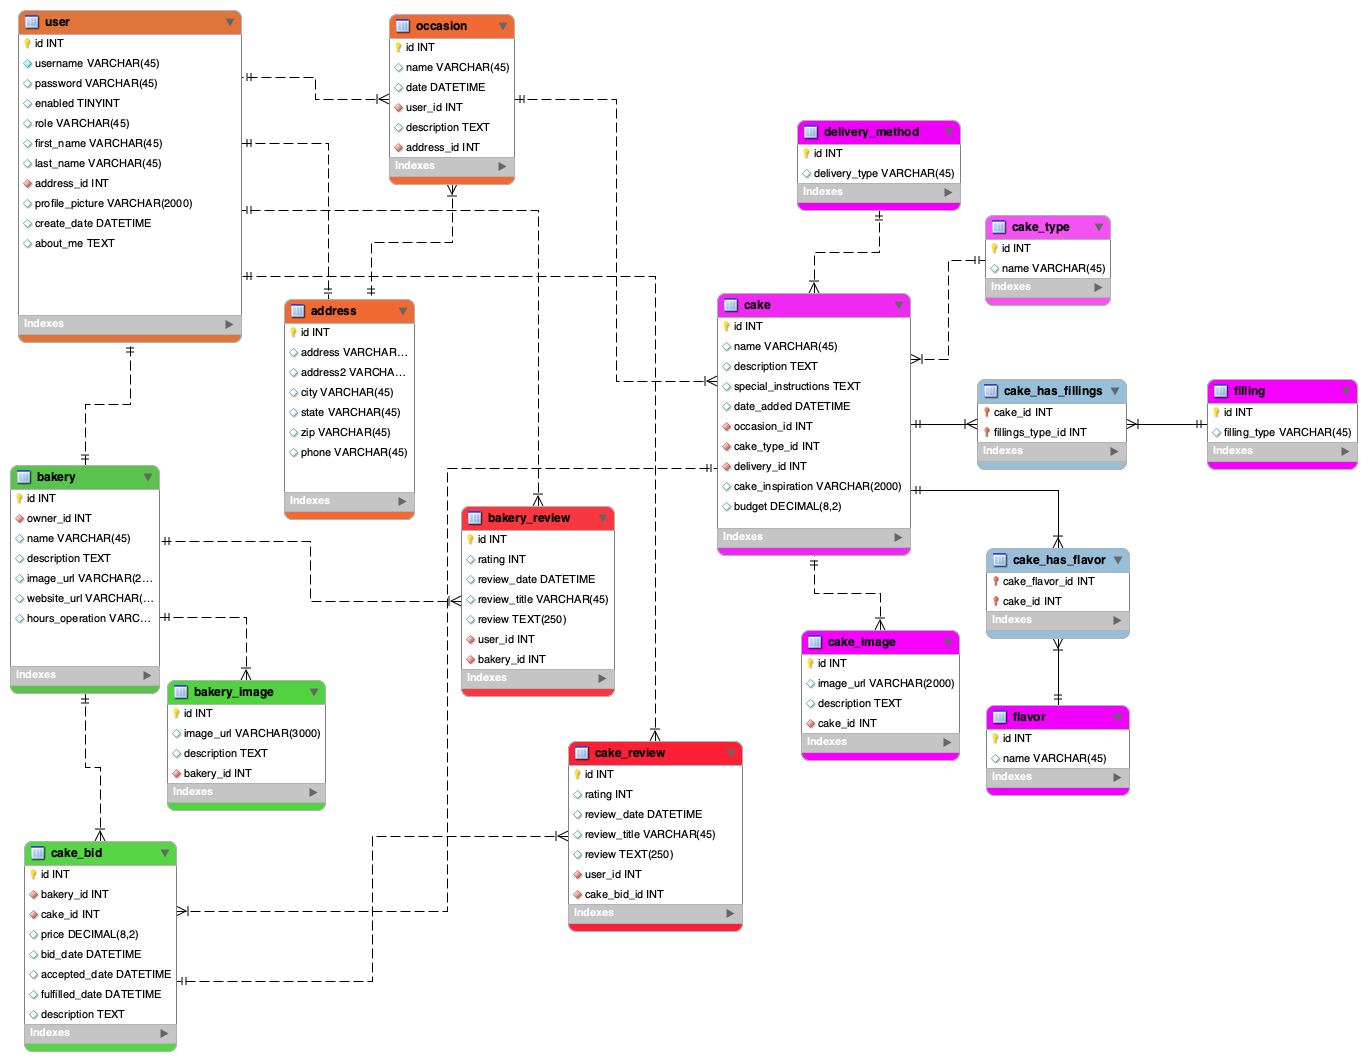 user
id INT
username VARCHAR(45)
password VARCHAR(45)
enabled TINYINT
role VARCHAR(45)
first_name VARCHAR(45)
last_name VARCHAR(45)
address_id INT
profile_picture VARCHAR(2000)
create_date DATETIME
about_me TEXT
Indexes
occasion
id INT
name VARCHAR(45)
date DATETIME
user_id INT
description TEXT
address_id INT
Indexes
delivery_method
id INT
delivery_type VARCHAR(45)
Indexes
cake_type
id INT
name VARCHAR(45)
Indexes
address
id INT
address VARCHAR...
address2 VARCHA...
city VARCHAR(45)
state VARCHAR(45)
zip VARCHAR(45)
phone VARCHAR(45)
Indexes
cake
id INT
name VARCHAR(45)
description TEXT
special_instructions TEXT
date_added DATETIME
occasion_id INT
cake_type_id INT
delivery_id INT
cake_inspiration VARCHAR(2000)
budget DECIMAL(8,2)
Indexes
cake_has_fillings
cake_id INT
fillings_type_id INT
Indexes
filling
id INT
filling_type VARCHAR(45)
Indexes
bakery
id INT
owner_id INT
name VARCHAR(45)
description TEXT
image_url VARCHAR(2...
website_url VARCHAR(...
hours_operation VARC...
Indexes
bakery_review
id INT
rating INT
review_date DATETIME
review_title VARCHAR(45)
review TEXT(250)
user_id INT
bakery_id INT
Indexes
cake_has_flavor
cake_flavor_id INT
cake_id INT
Indexes
cake_image
id INT
image_url VARCHAR(2000)
description TEXT
cake_id INT
Indexes
bakery_image
id INT
image_url VARCHAR(3000)
description TEXT
bakery_id INT
Indexes
flavor
id INT
name VARCHAR(45)
Indexes
cake_review
id INT
rating INT
review_date DATETIME
review_title VARCHAR(45)
review TEXT(250)
user_id INT
cake_bid_id INT
Indexes
cake_bid
id INT
bakery_id INT
cake_id INT
price DECIMAL(8,2)
bid_date DATETIME
accepted_date DATETIME
fulfilled_date DATETIME
description TEXT
Indexes